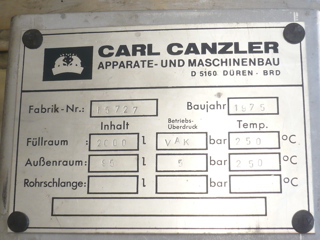 CARL CANZLER
APPARATE-UND MASCHINENBAU
D 5160 DÜREN - BRD
Fabrik-Nr.: Baujahr 1975
Inhalt Betriebs-Überdruck Temp.
Füllraum 2000 l VAK bar 250 °C
Außenraum: l 5 bar 250 °C
Rohrschlange: l bar °C